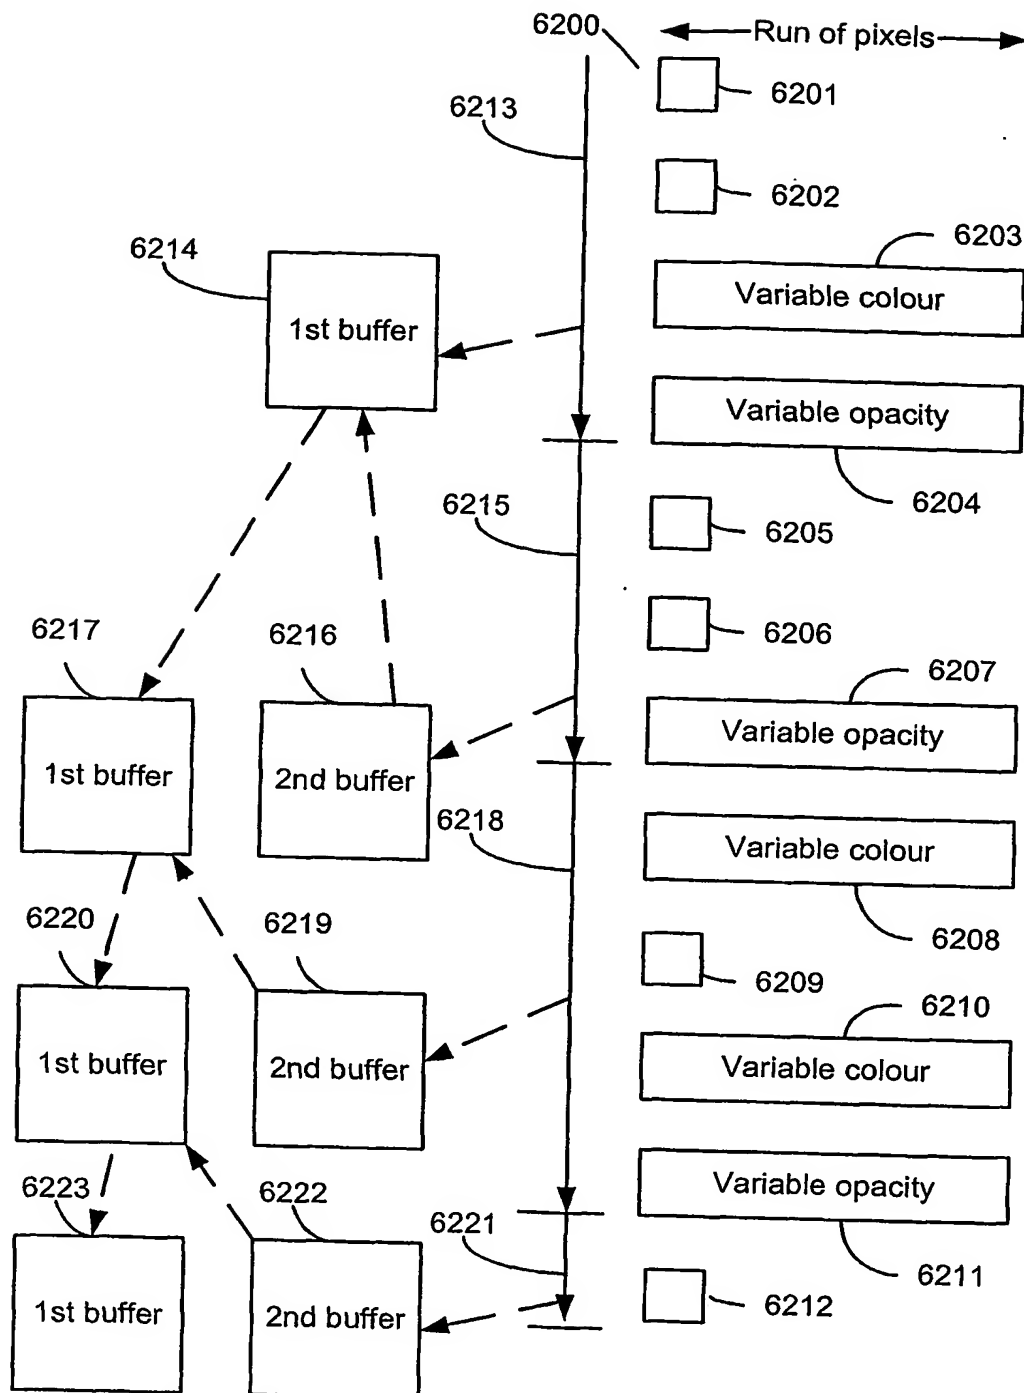 6200
Run of pixels
6201
6213
6202
6203
6214
Variable colour
1st buffer
Variable opacity
6204
6215
6205
6217
6216
6206
6207
Variable opacity
1st buffer
2nd buffer
6218
Variable colour
6220
6219
6208
6209
6210
1st buffer
2nd buffer
Variable colour
6223
6222
6221
Variable opacity
6211
6212
1st buffer
2nd buffer